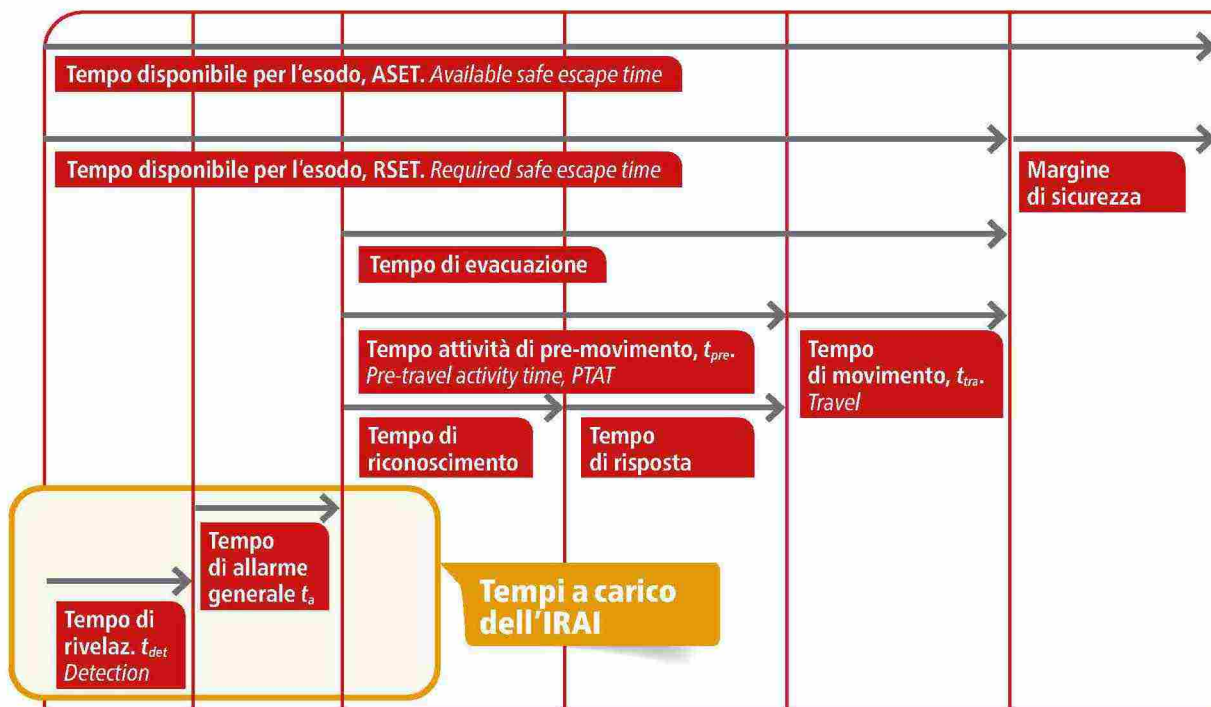 Tempo disponibile per l'esodo, ASET. Available safe escape time
Tempo disponibile per l'esodo, RSET. Required safe escape time
Margine
di sicurezza
Tempo di evacuazione
Tempo attività di pre-movimento, tpre.
Pre-travel activity time, PTAT
Tempo
di movimento, ttra.
Travel
Tempo di
riconoscimento
Tempo
di risposta
Tempo
di allarme
generale ta
Tempo di
rivelaz. tdet
Detection
Tempi a carico
dell'IRAI